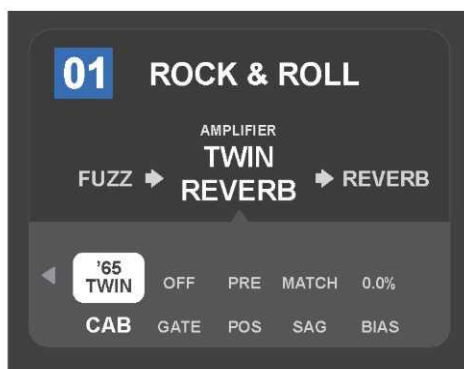 01 ROCK & ROLL
AMPLIFIER
TWIN
FUZZ REVERB REVERB
'65
TWIN OFF PRE MATCH 0.0%
CAB GATE POS SAG BIAS